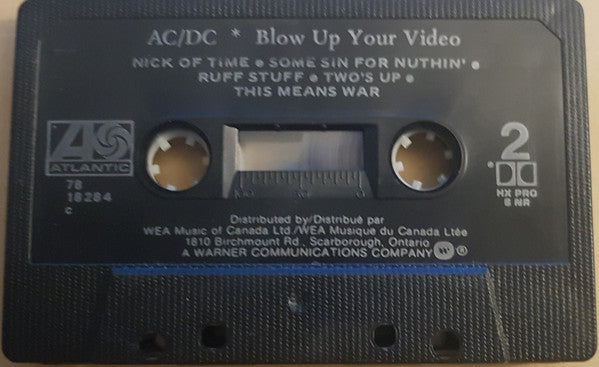 AC/DC * Blow Up Your Video
NICK OF TIME • SOME SIN FOR NUTHIN' •
RUFF STUFF • TWO'S UP •
THIS MEANS WAR
ATLANTIC
78
18284
c
2
HX PRO
B NR
Distributed by/Distribué par
WEA Music of Canada Ltd./WEA Musique du Canada Ltée
1810 Birchmount Rd., Scarborough, Ontario
A WARNER COMMUNICATIONS COMPANY ®